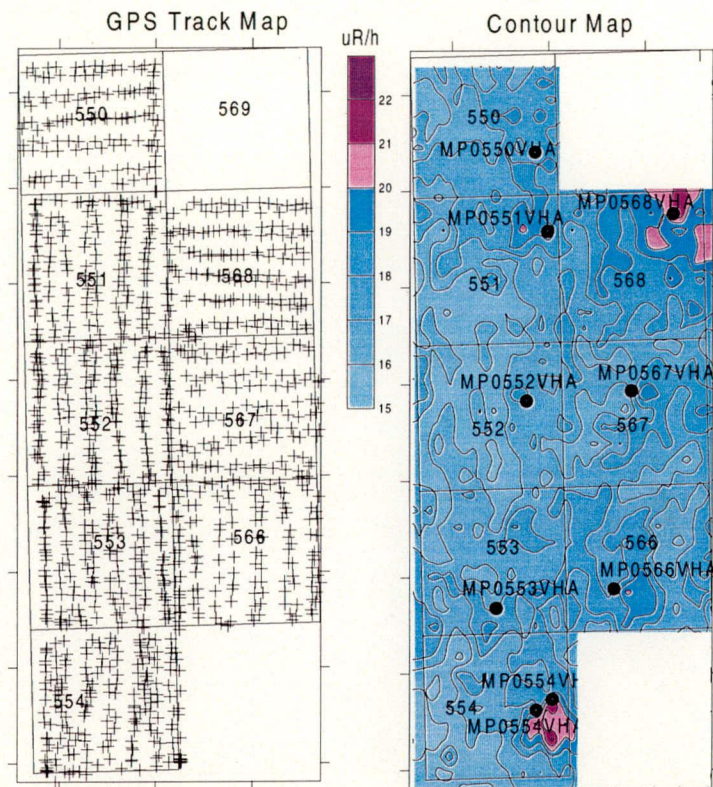 GPS Track Map
550
569
551
568
552
567
553
566
554
uR/h
22
21
20
19
18
17
16
15
Contour Map
550
MP0550VHA
MP0551VHA
MP0568VHA
551
568
MP0552VHA
MP0567VHA
552
567
553
566
MP0553VHA
MP0566VHA
MP0554VH
554
MP0554VHA